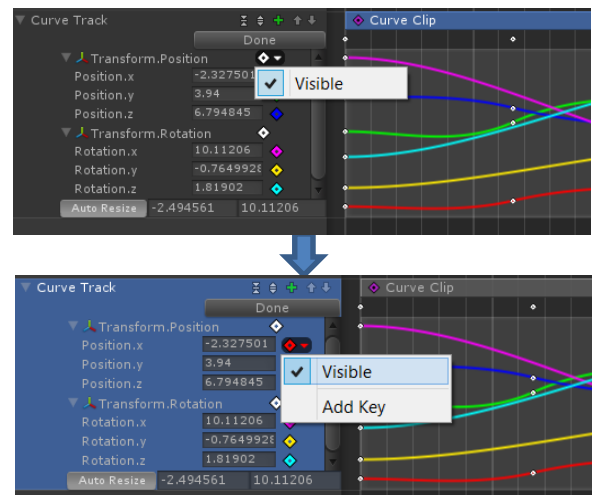 Curve Track
Curve Clip
Done
Transform.Position
Position.x -2.327501
Visible
Position.y 3.94
Position.z 6.794845
Transform.Rotation
Rotation.x 10.11206
Rotation.y -0.7649928
Rotation.z 1.81902
Auto Resize -2.494561 10.11206
Curve Track
Curve Clip
Done
Transform.Position
Position.x -2.327501
Position.y 3.94
Visible
Position.z 6.794845
Transform.Rotation
Add Key
Rotation.x 10.11206
Rotation.y -0.7649928
Rotation.z 1.81902
Auto Resize -2.494561 10.11206